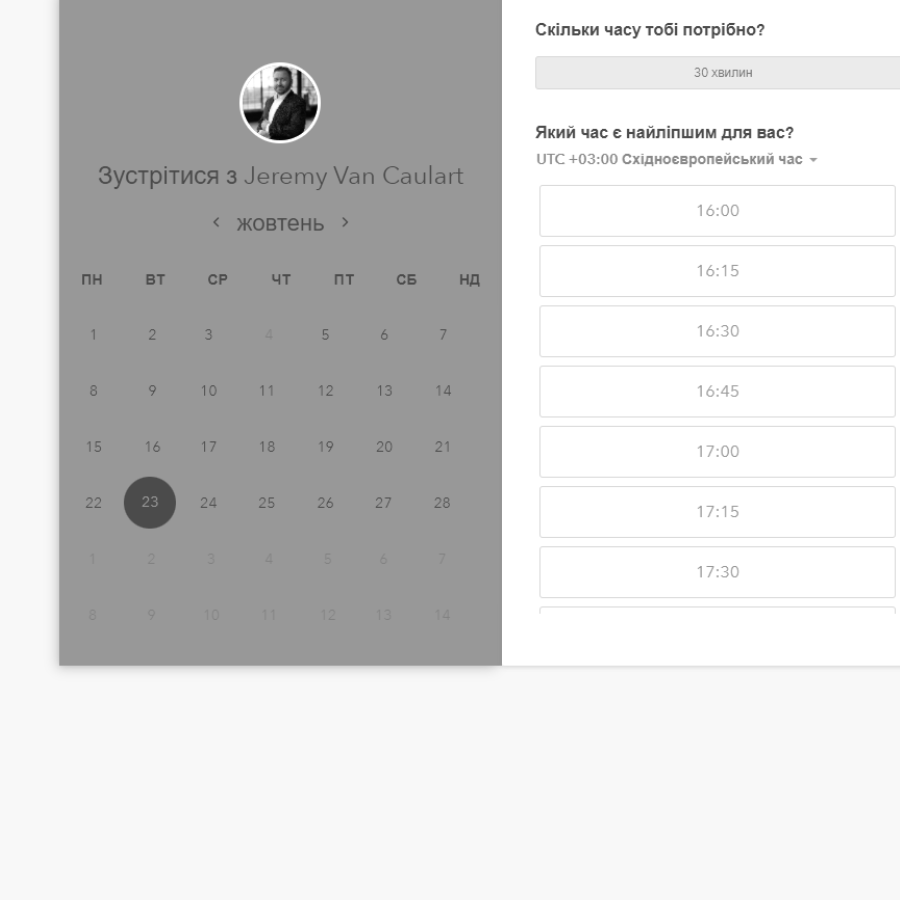 Зустрітися з Jeremy Van Caulart
‹ жовтень ›
ПН ВТ СР ЧТ ПТ СБ НД
1 2 3 4 5 6 7
8 9 10 11 12 13 14
15 16 17 18 19 20 21
22 23 24 25 26 27 28
1 2 3 4 5 6 7
8 9 10 11 12 13 14
Скільки часу тобі потрібно?
30 хвилин
Який час є найліпшим для вас?
UTC +03:00 Східноєвропейський час
16:00
16:15
16:30
16:45
17:00
17:15
17:30